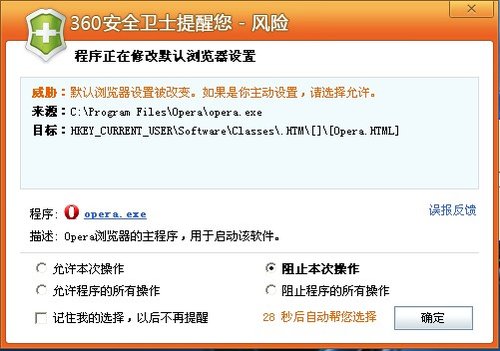 360安全卫士提醒您 - 风险
程序正在修改默认浏览器设置
威胁：默认浏览器设置被改变。如果是你主动设置，请选择允许。
来源：C:\Program Files\Opera\opera.exe
目标：HKEY_CURRENT_USER\Software\Classes\.HTM\[]\[Opera.HTML]
程序： opera.exe
误报反馈
描述：Opera浏览器的主程序，用于启动该软件。
允许本次操作 阻止本次操作
允许程序的所有操作 阻止程序的所有操作
记住我的选择，以后不再提醒 28 秒后自动帮您选择 确定